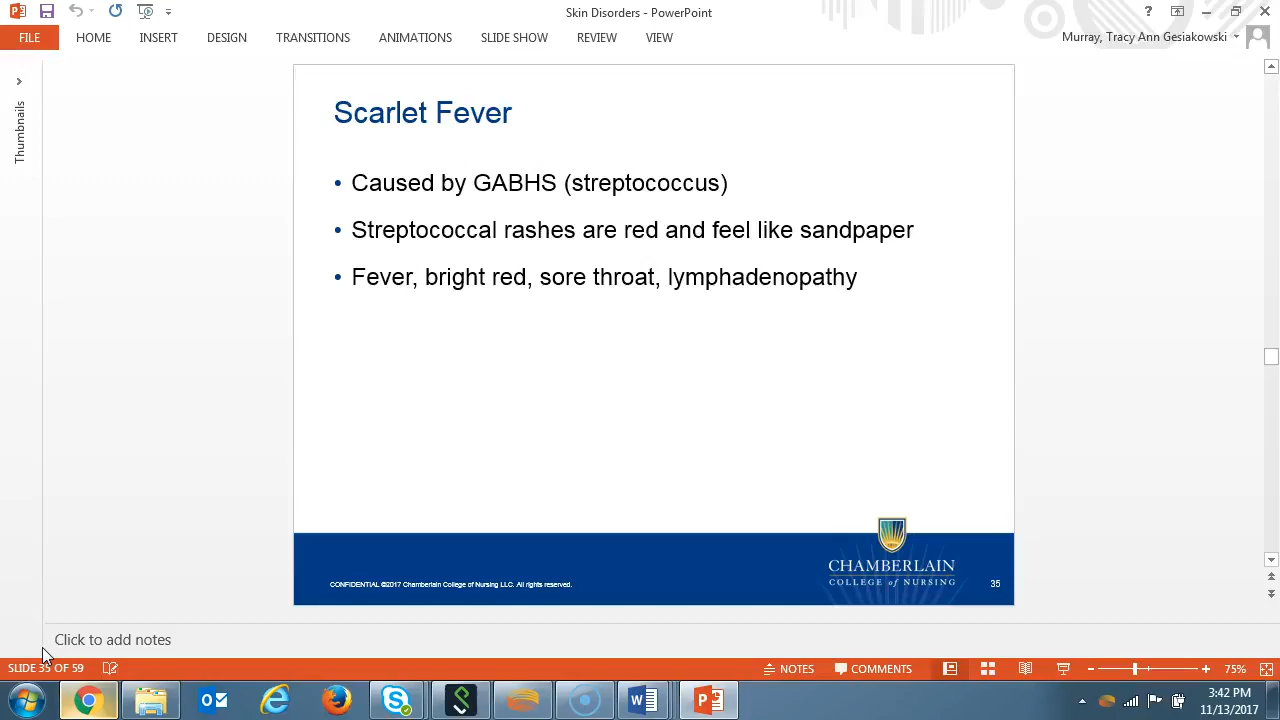 Skin Disorders - PowerPoint
?
FILE HOME INSERT DESIGN TRANSITIONS ANIMATIONS SLIDE SHOW REVIEW VIEW
Murray, Tracy Ann Gesiakowski
Thumbnails
Scarlet Fever
• Caused by GABHS (streptococcus)
• Streptococcal rashes are red and feel like sandpaper
• Fever, bright red, sore throat, lymphadenopathy
CHAMBERLAIN
COLLEGE of NURSING
CONFIDENTIAL ©2017 Chamberlain College of Nursing LLC. All rights reserved.
35
Click to add notes
SLIDE 35 OF 59
NOTES COMMENTS 75%
3:42 PM
11/13/2017